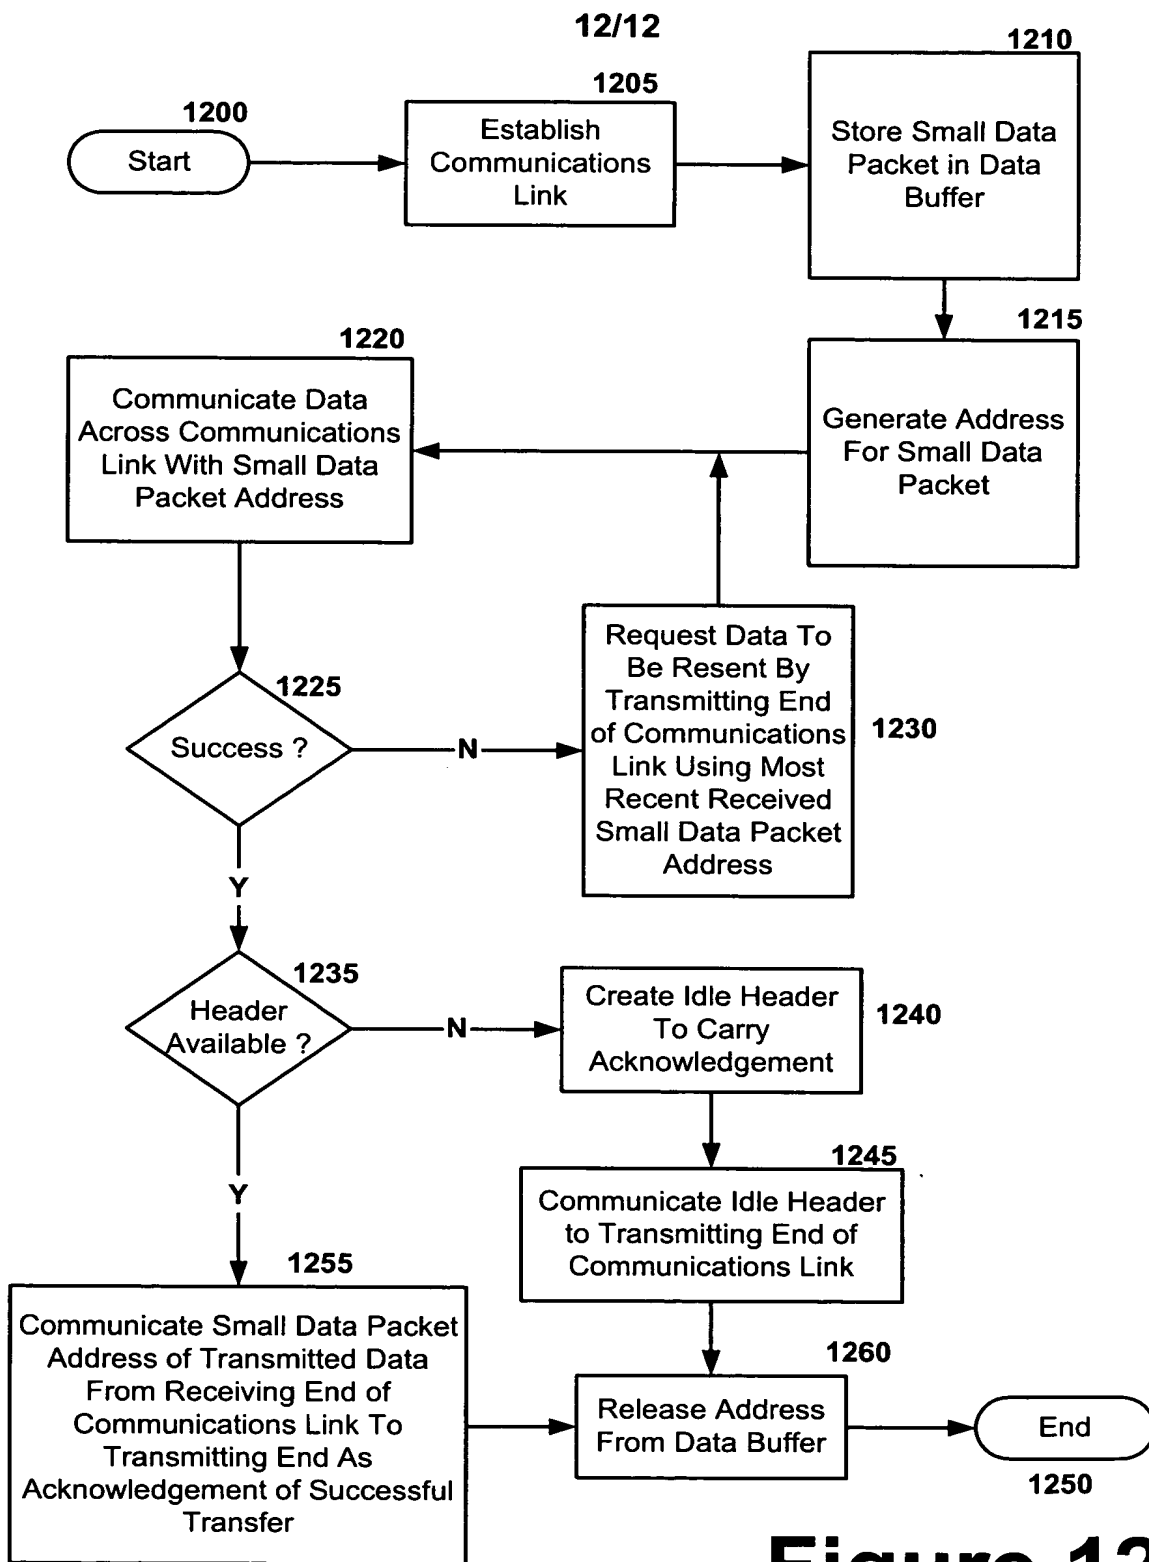 12/12
1200
Start
1205
Establish
Communications
Link
1210
Store Small Data
Packet in Data
Buffer
1215
Generate Address
For Small Data
Packet
1220
Communicate Data
Across Communications
Link With Small Data
Packet Address
1225
Success ?
N
1230
Request Data To
Be Resent By
Transmitting End
of Communications
Link Using Most
Recent Received
Small Data Packet
Address
Y
1235
Header
Available ?
N
1240
Create Idle Header
To Carry
Acknowledgement
1245
Communicate Idle Header
to Transmitting End of
Communications Link
Y
1255
Communicate Small Data Packet
Address of Transmitted Data
From Receiving End of
Communications Link To
Transmitting End As
Acknowledgement of Successful
Transfer
1260
Release Address
From Data Buffer
End
1250
Figure 12